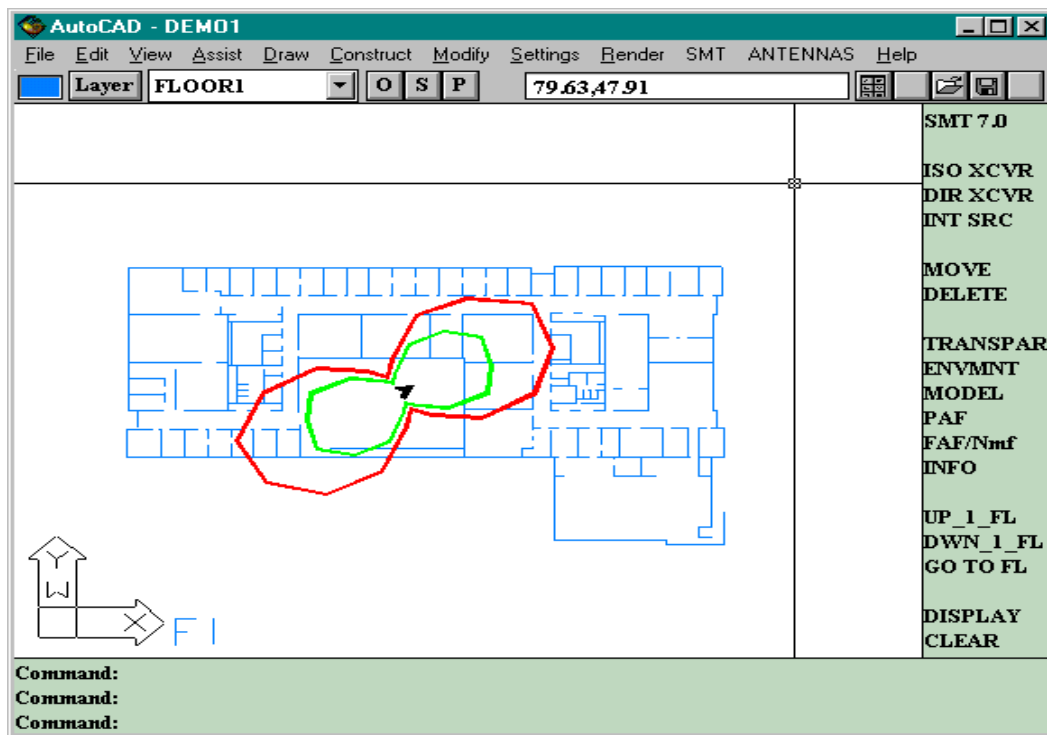 AutoCAD - DEMO1
File Edit View Assist Draw Construct Modify Settings Render SMT ANTENNAS Help
Layer FLOOR1 O S P 79.63,47.91
SMT 7.0
ISO XCVR
DIR XCVR
INT SRC
MOVE
DELETE
TRANSPAR
ENVMNT
MODEL
PAF
FAF/Nmf
INFO
UP_1_FL
DWN_1_FL
GO TO FL
DISPLAY
CLEAR
Y
W
X
F1
Command:
Command:
Command: